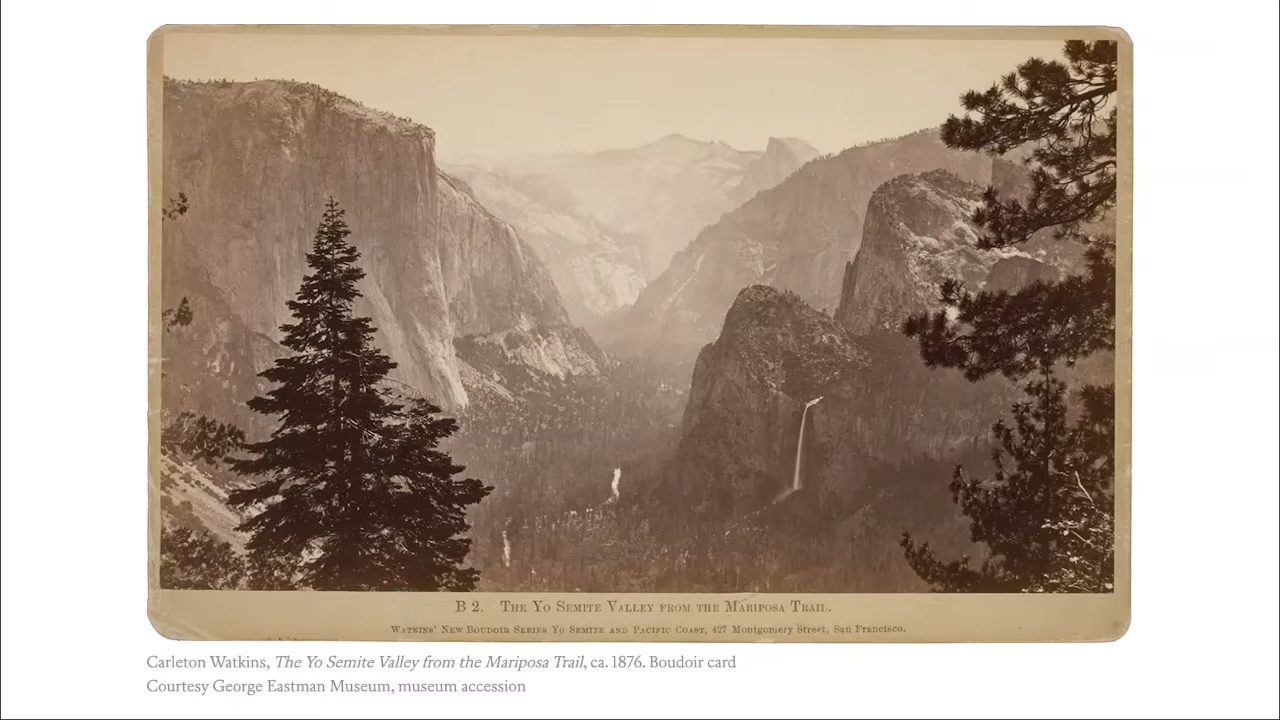 B 2. The Yo Semite Valley from the Mariposa Trail.
Watkins' New Boudoir Series Yo Semite and Pacific Coast, 427 Montgomery Street, San Francisco.
Carleton Watkins, The Yo Semite Valley from the Mariposa Trail, ca. 1876. Boudoir card
Courtesy George Eastman Museum, museum accession